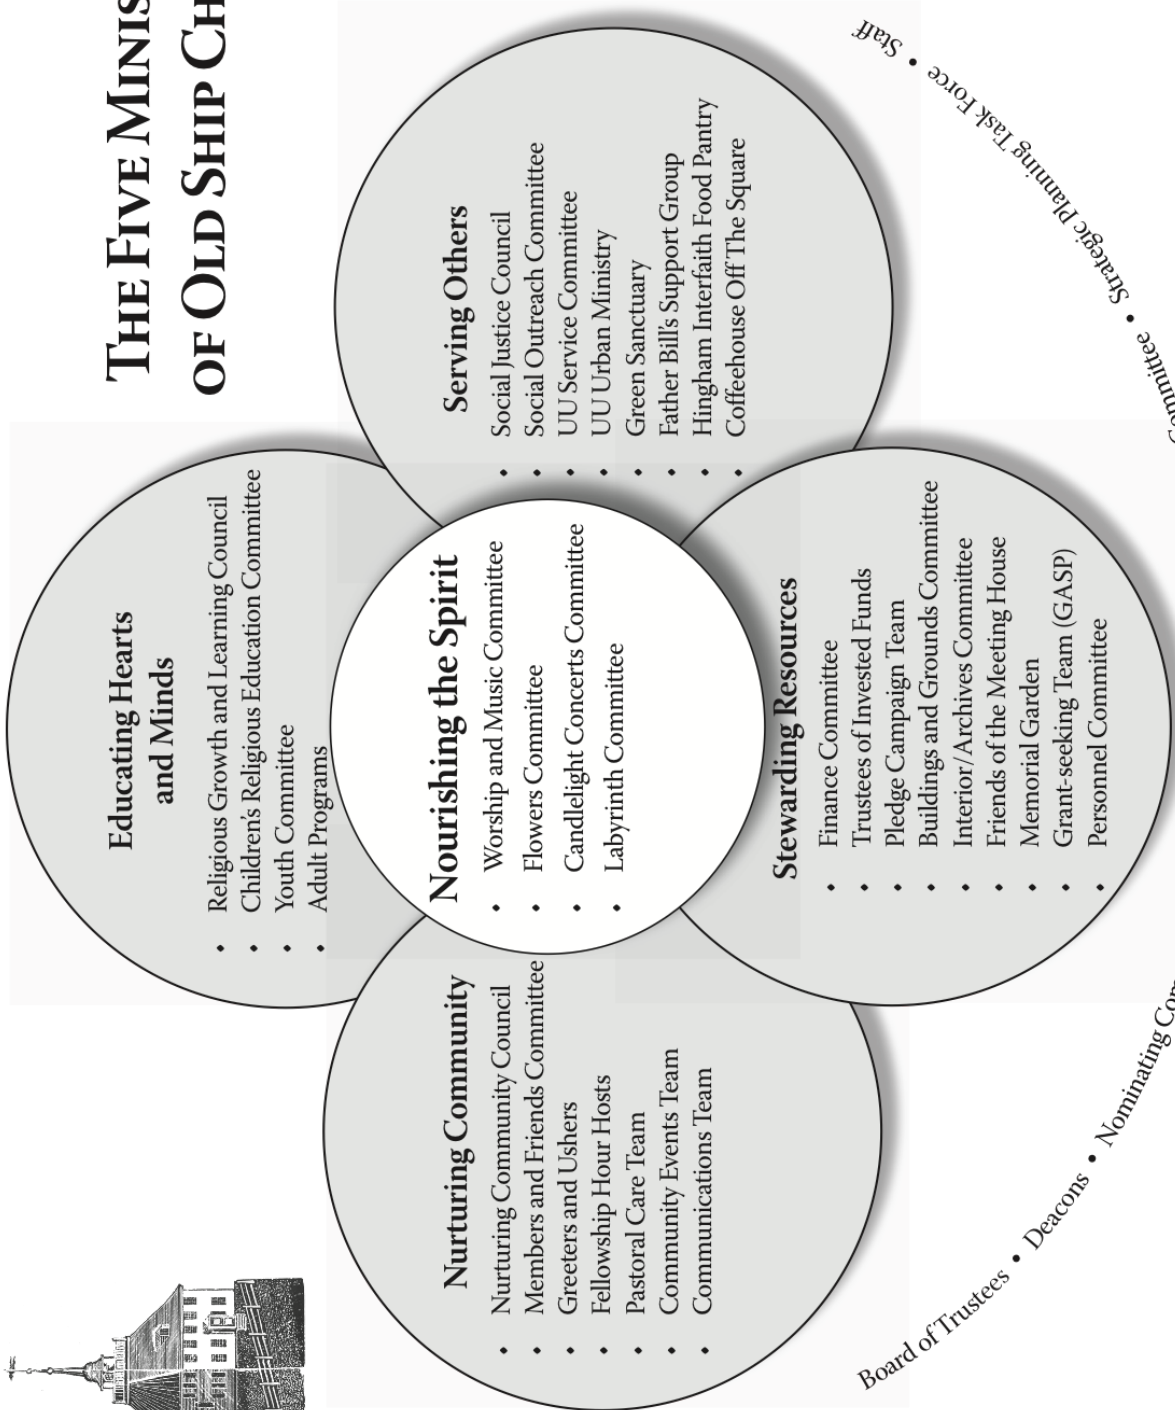 THE FIVE MINIS
OF OLD SHIP CH
Educating Hearts
and Minds
• Religious Growth and Learning Council
• Children's Religious Education Committee
• Youth Committee
• Adult Programs
Nurturing Community
• Nurturing Community Council
• Members and Friends Committee
• Greeters and Ushers
• Fellowship Hour Hosts
• Pastoral Care Team
• Community Events Team
• Communications Team
Nourishing the Spirit
• Worship and Music Committee
• Flowers Committee
• Candlelight Concerts Committee
• Labyrinth Committee
Serving Others
• Social Justice Council
• Social Outreach Committee
• UU Service Committee
• UU Urban Ministry
• Green Sanctuary
• Father Bill's Support Group
• Hingham Interfaith Food Pantry
• Coffeehouse Off The Square
Stewarding Resources
• Finance Committee
• Trustees of Invested Funds
• Pledge Campaign Team
• Buildings and Grounds Committee
• Interior/Archives Committee
• Friends of the Meeting House
• Memorial Garden
• Grant-seeking Team (GASP)
• Personnel Committee
Board of Trustees • Deacons • Nominating Com
Committee • Strategic Planning Task Force • Staff